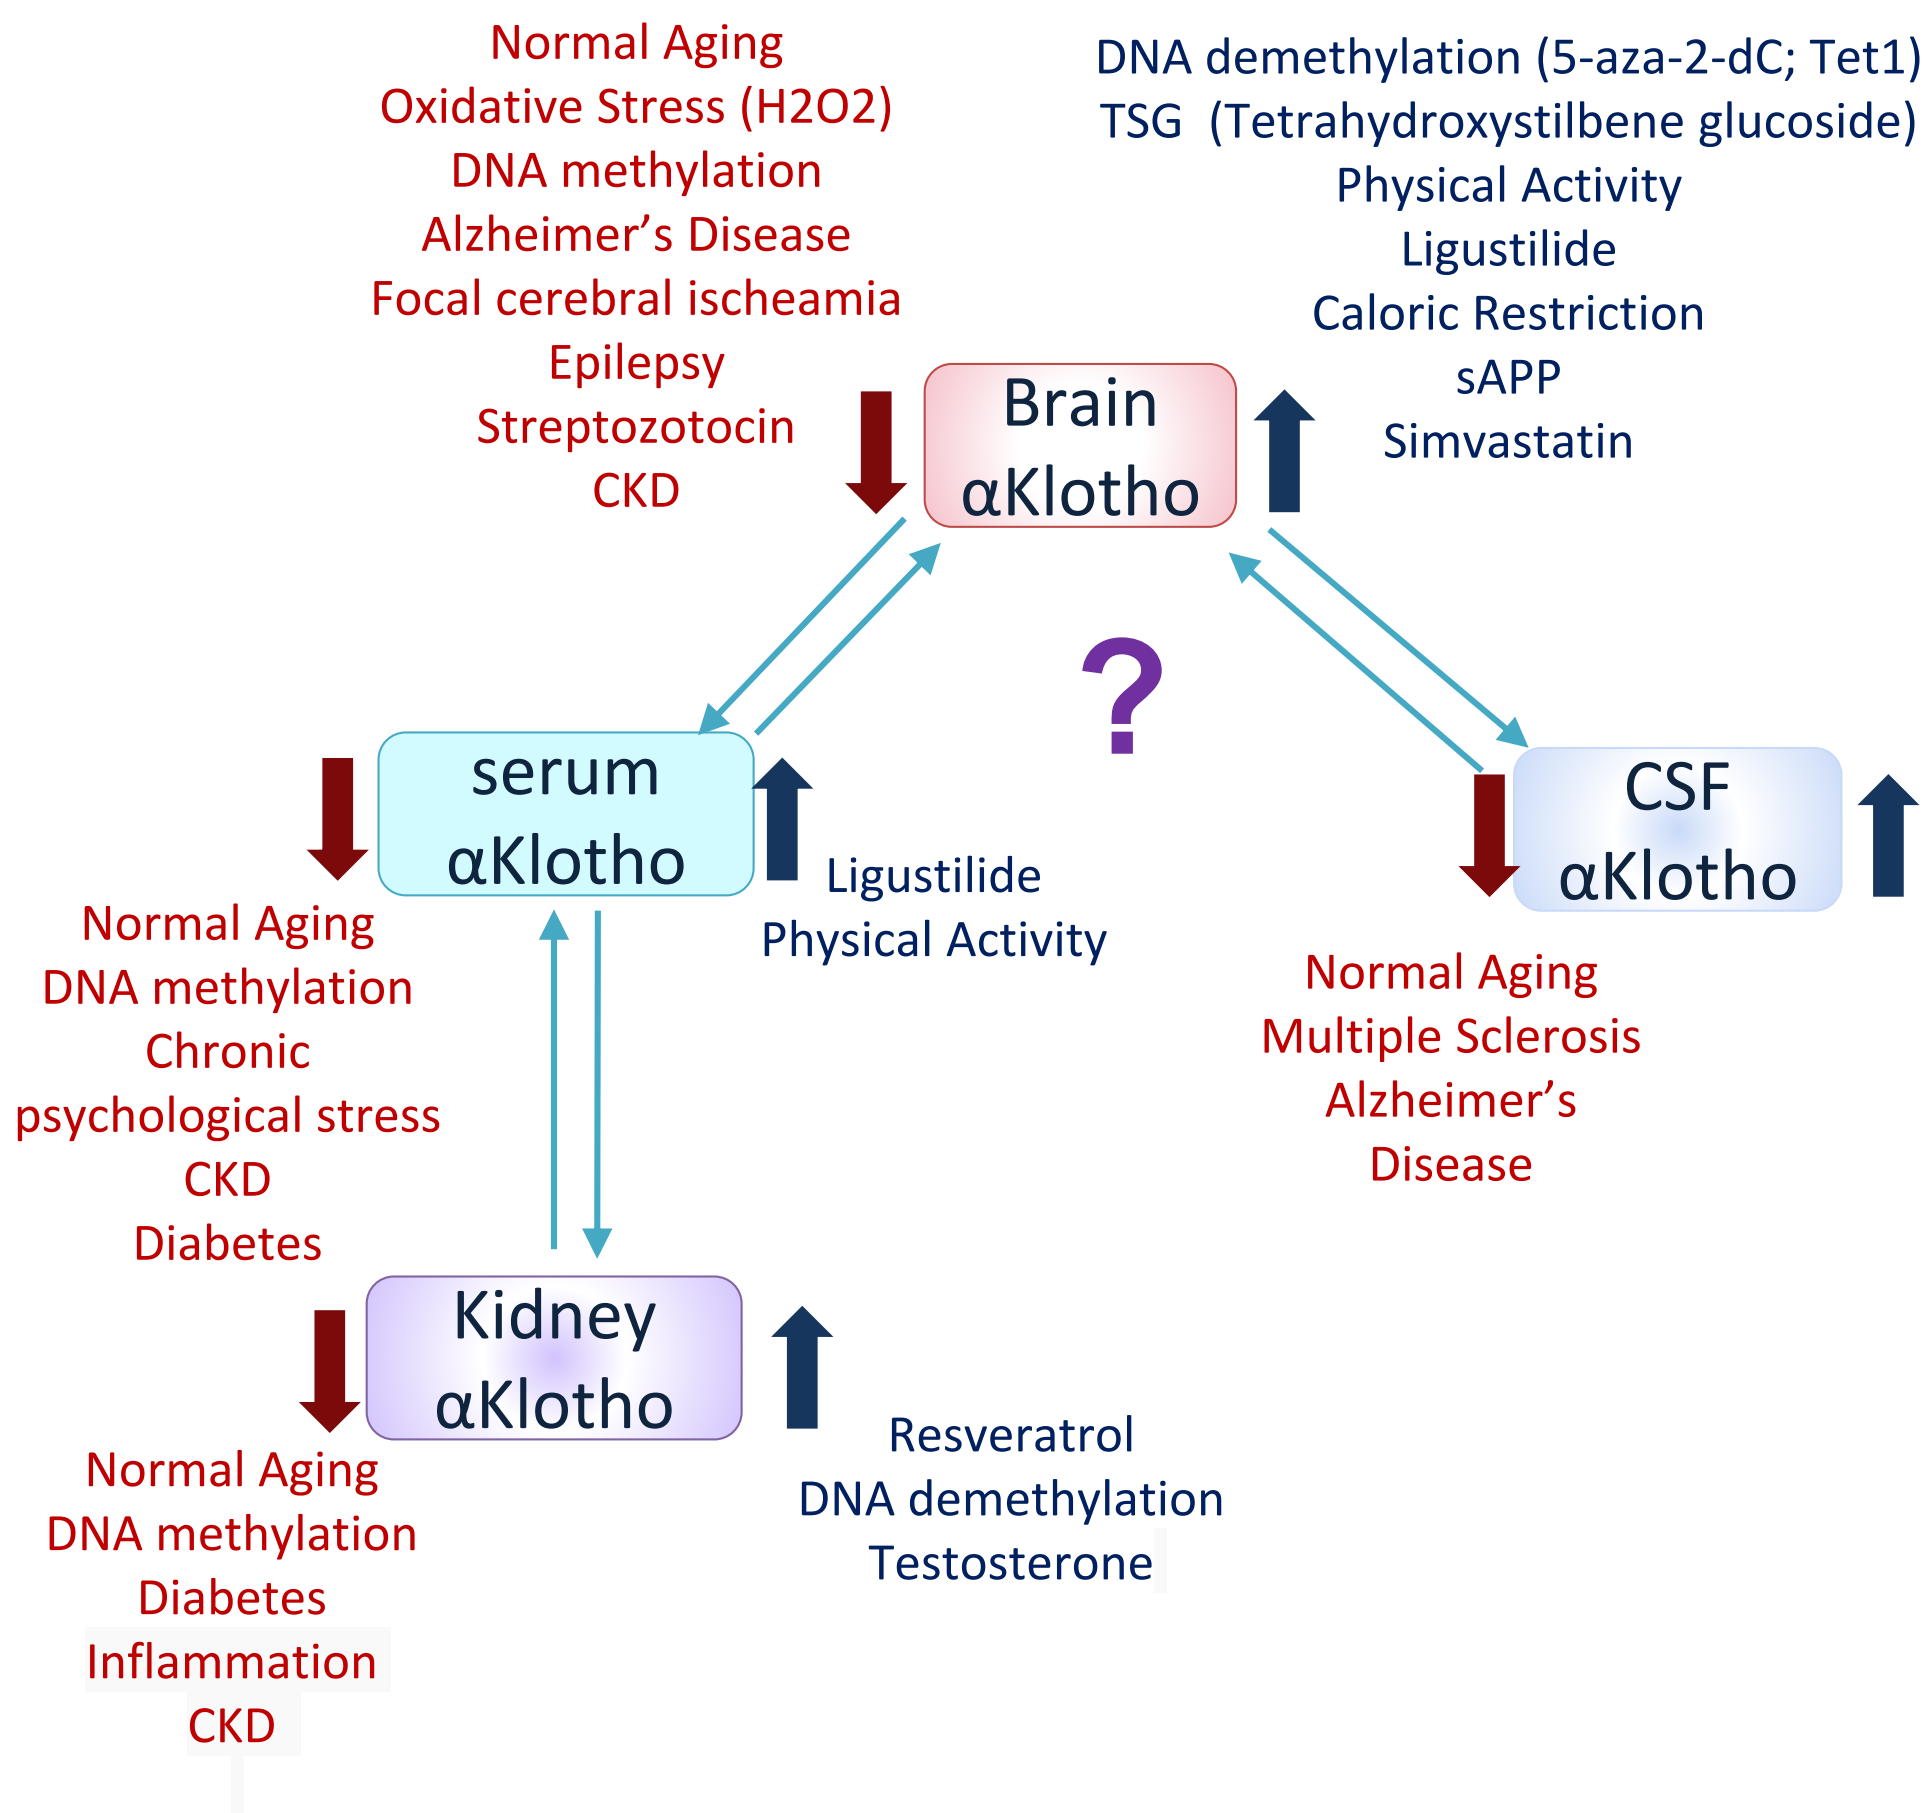 Normal Aging
Oxidative Stress (H2O2)
DNA methylation
Alzheimer’s Disease
Focal cerebral ischeamia
Epilepsy
Streptozotocin
CKD
DNA demethylation (5-aza-2-dC; Tet1)
TSG  (Tetrahydroxystilbene glucoside)
Physical Activity
Ligustilide
Caloric Restriction
sAPP
Simvastatin
Brain
αKlotho
?
serum
αKlotho
Ligustilide
Physical Activity
Normal Aging
DNA methylation
Chronic
psychological stress
CKD
Diabetes
CSF
αKlotho
Normal Aging
Multiple Sclerosis
Alzheimer’s
Disease
Kidney
αKlotho
Normal Aging
DNA methylation
Diabetes
Inflammation
CKD
Resveratrol
DNA demethylation
Testosterone